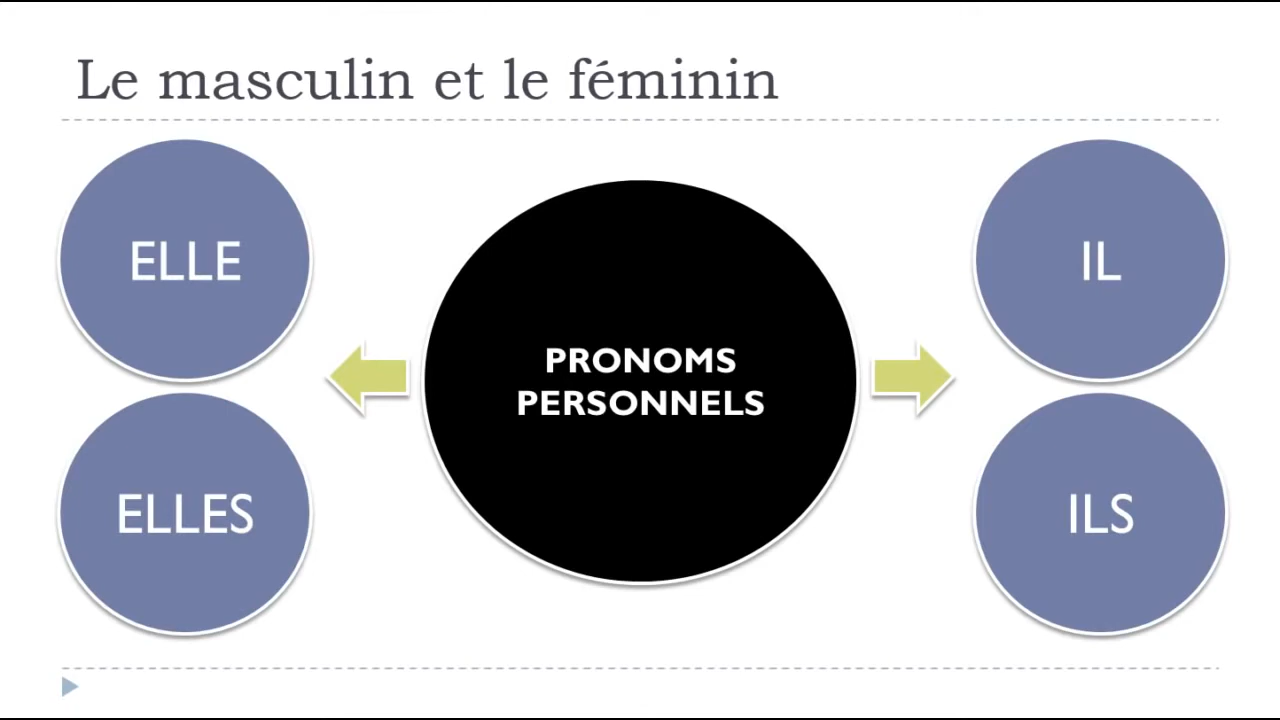 Le masculin et le féminin
ELLE
ELLES
PRONOMS
PERSONNELS
IL
ILS